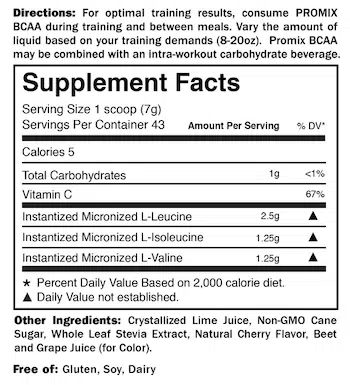 Directions: For optimal training results, consume PROMIX
BCAA during training and between meals. Vary the amount of
liquid based on your training demands (8-20oz). Promix BCAA
may be combined with an intra-workout carbohydrate beverage.
Supplement Facts
Serving Size 1 scoop (7g)
Servings Per Container 43 Amount Per Serving % DV*
Calories 5
Total Carbohydrates 1g <1%
Vitamin C 67%
Instantized Micronized L-Leucine 2.5g ▲
Instantized Micronized L-Isoleucine 1.25g ▲
Instantized Micronized L-Valine 1.25g ▲
★ Percent Daily Value Based on 2,000 calorie diet.
▲ Daily Value not established.
Other Ingredients: Crystallized Lime Juice, Non-GMO Cane
Sugar, Whole Leaf Stevia Extract, Natural Cherry Flavor, Beet
and Grape Juice (for Color).
Free of: Gluten, Soy, Dairy